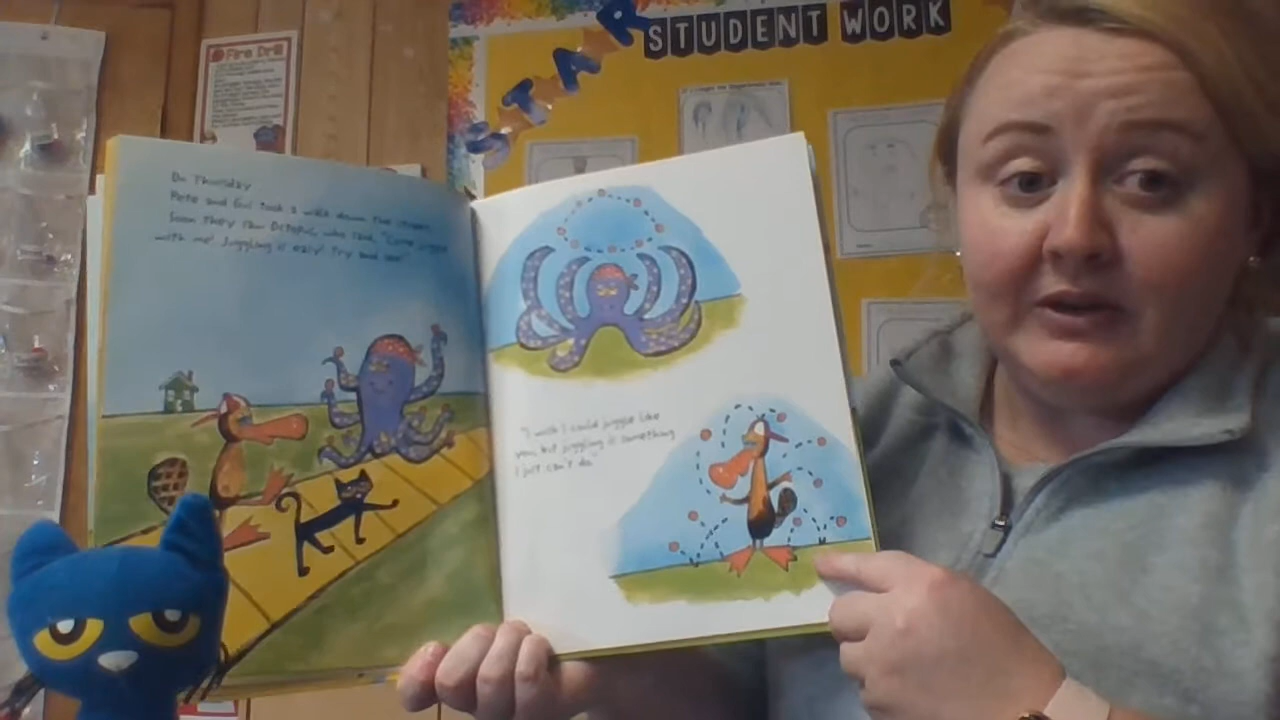 Fire Drill
STAR
STUDENT WORK
On Thursday
Pete and Gus took a walk down the street.
Soon they saw Octopus, who said, "Come juggle
with me! Juggling is easy! Try and see!"
"I wish I could juggle like
you, but juggling is something
I just can't do."